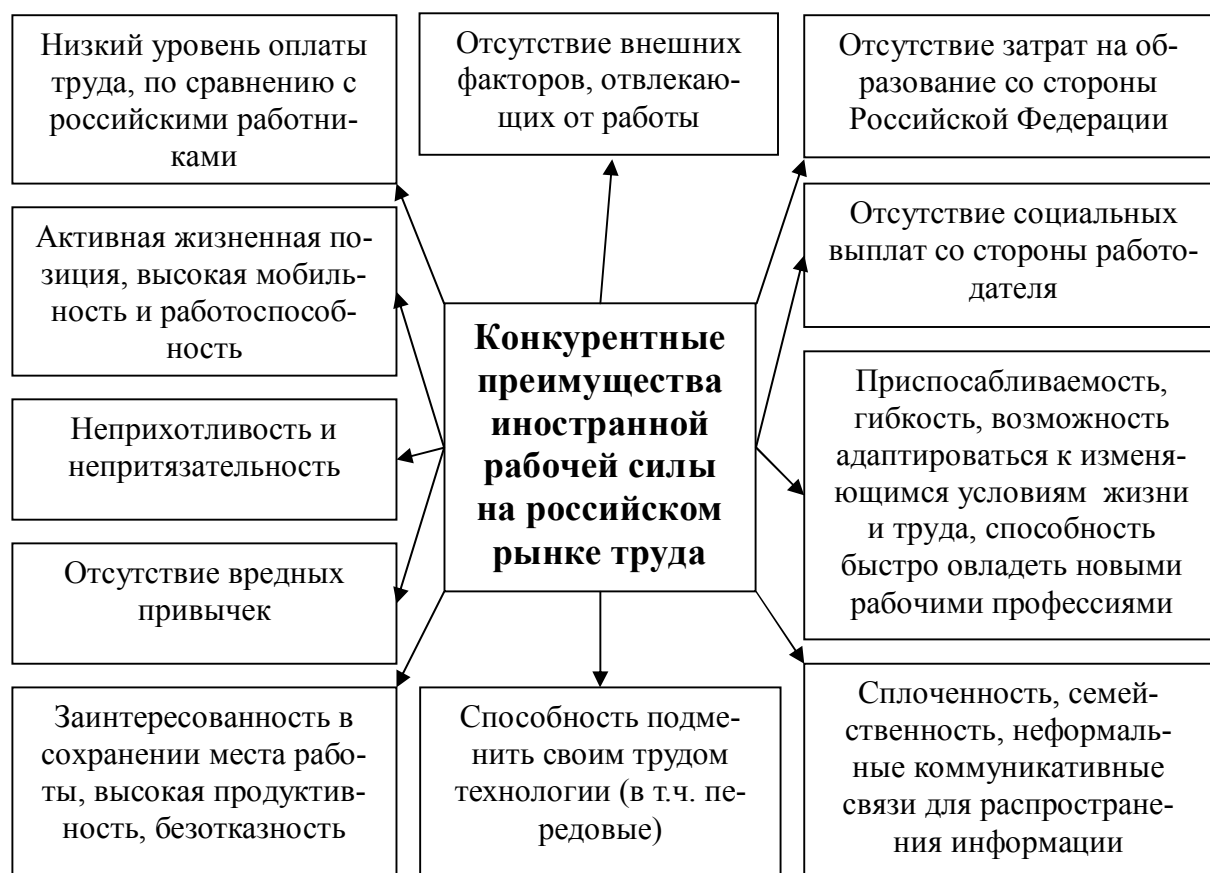 Низкий уровень оплаты
труда, по сравнению с
российскими работни-
ками
Отсутствие внешних
факторов, отвлекаю-
щих от работы
Отсутствие затрат на об-
разование со стороны
Российской Федерации
Активная жизненная по-
зиция, высокая мобиль-
ность и работоспособ-
ность
Отсутствие социальных
выплат со стороны работо-
дателя
Конкурентные
преимущества
иностранной
рабочей силы
на российском
рынке труда
Неприхотливость и
непритязательность
Приспосабливаемость,
гибкость, возможность
адаптироваться к изменя-
ющимся условиям жизни
и труда, способность
быстро овладеть новыми
рабочими профессиями
Отсутствие вредных
привычек
Заинтересованность в
сохранении места рабо-
ты, высокая продуктив-
ность, безотказность
Способность подме-
нить своим трудом
технологии (в т.ч. пе-
редовые)
Сплоченность, семей-
ственность, неформаль-
ные коммуникативные
связи для распростране-
ния информации